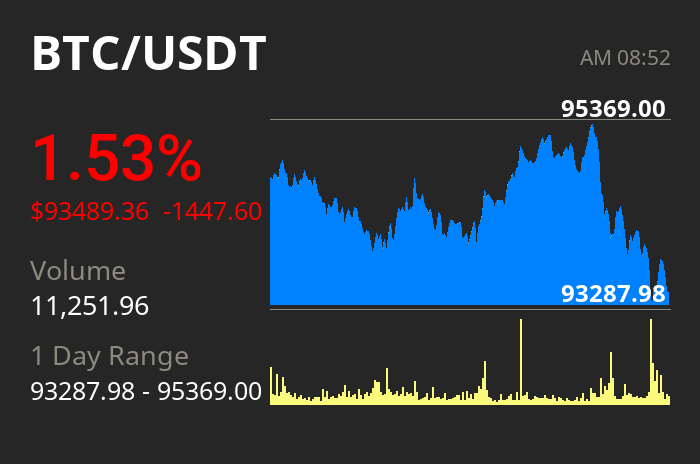 BTC/USDT
AM 08:52
95369.00
1.53%
$93489.36 -1447.60
Volume
11,251.96
93287.98
1 Day Range
93287.98 - 95369.00